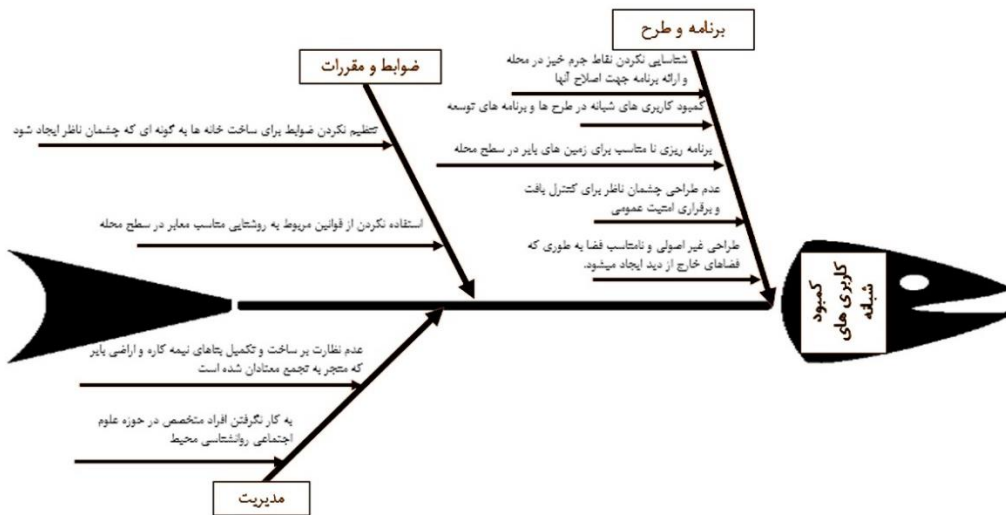 برنامه و طرح
شناسایی نکردن نقاط جرم خیز در محله
و ارائه برنامه جهت اصلاح آنها
کمبود کاربری های شبانه در طرح ها و برنامه های توسعه
برنامه ریزی نا مناسب برای زمین های بایر در سطح محله
عدم طراحی چشمان ناظر برای کنترل بافت
و برقراری امنیت عمومی
طراحی غیر اصولی و نامناسب فضا به طوری که
فضاهای خارج از دید ایجاد میشود.
ضوابط و مقررات
تنظیم نکردن ضوابط برای ساخت خانه ها به گونه ای که چشمان ناظر ایجاد شود
استفاده نکردن از قوانین مربوط به روشنایی مناسب معابر در سطح محله
کمبود
کاربری های
شبانه
عدم نظارت بر ساخت و تکمیل بناهای نیمه کاره و اراضی بایر
که منجر به تجمع معتادان شده است
به کار نگرفتن افراد متخصص در حوزه علوم
اجتماعی روانشناسی محیط
مدیریت